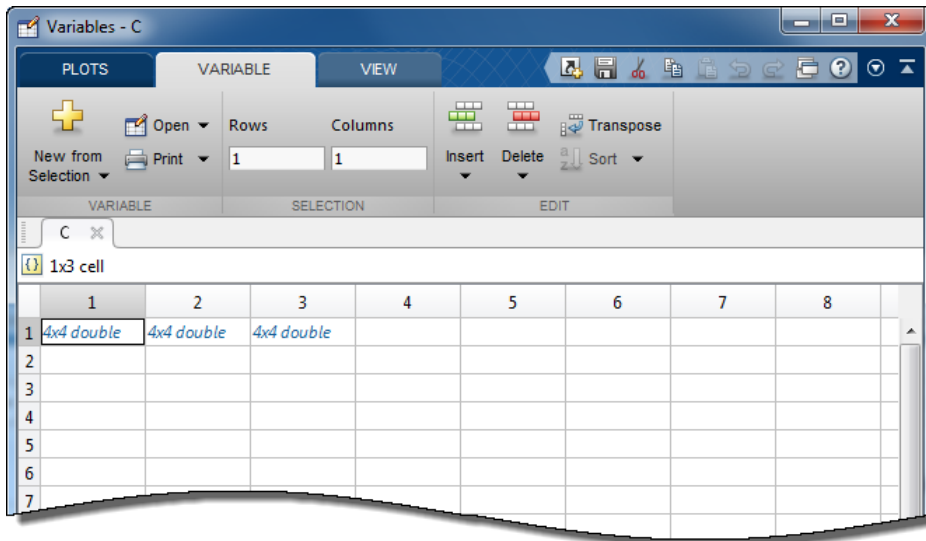 Variables - C
PLOTS VARIABLE VIEW
New from Selection
Open
Print
VARIABLE
Rows Columns
1 1
SELECTION
Insert Delete
Transpose
Sort
EDIT
C
{} 1x3 cell
1 2 3 4 5 6 7 8
1 4x4 double 4x4 double 4x4 double
2
3
4
5
6
7